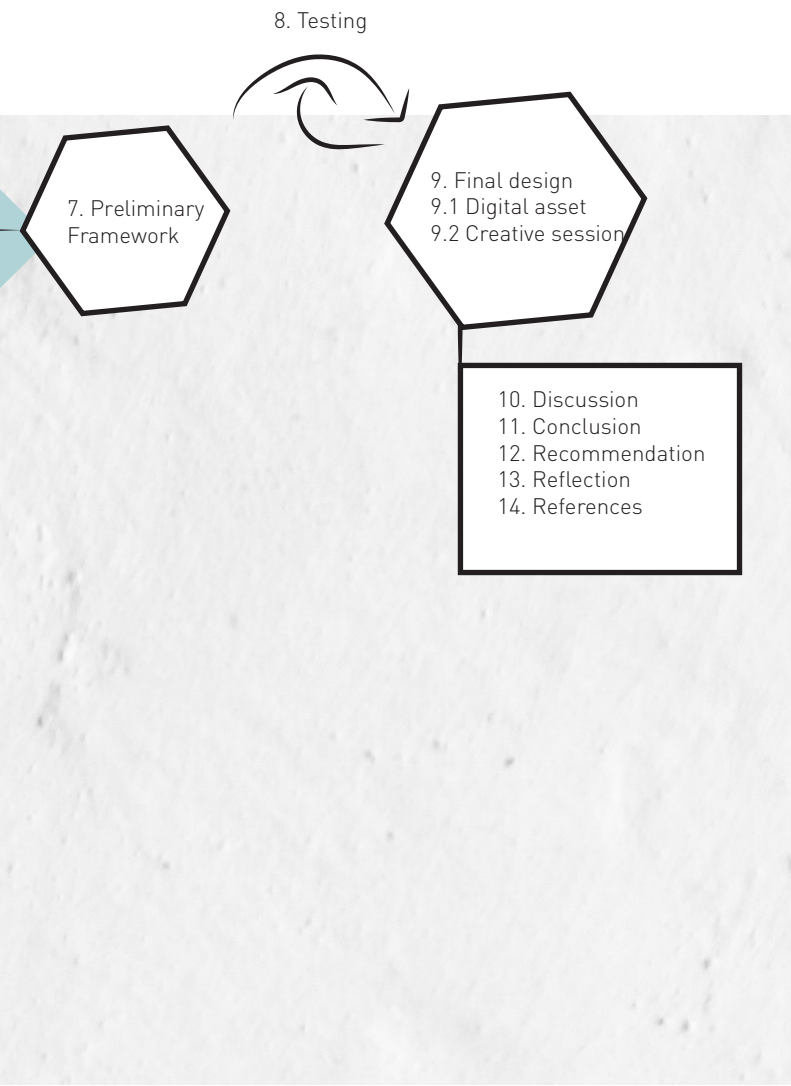 8. Testing
7. Preliminary
Framework
9. Final design
9.1 Digital asset
9.2 Creative session
10. Discussion
11. Conclusion
12. Recommendation
13. Reflection
14. References